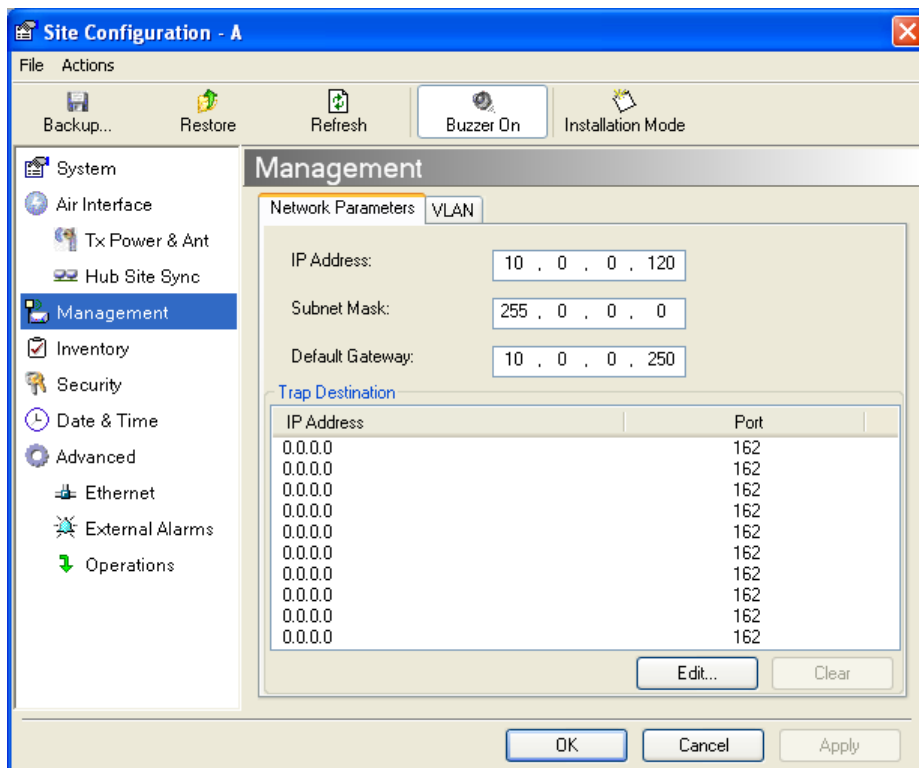 Site Configuration - A
File Actions
Backup... Restore Refresh Buzzer On Installation Mode
System
Air Interface
Tx Power & Ant
Hub Site Sync
Management
Inventory
Security
Date & Time
Advanced
Ethernet
External Alarms
Operations
Management
Network Parameters VLAN
IP Address: 10 . 0 . 0 . 120
Subnet Mask: 255 . 0 . 0 . 0
Default Gateway: 10 . 0 . 0 . 250
Trap Destination
IP Address Port
0.0.0.0 162
0.0.0.0 162
0.0.0.0 162
0.0.0.0 162
0.0.0.0 162
0.0.0.0 162
0.0.0.0 162
0.0.0.0 162
0.0.0.0 162
0.0.0.0 162
Edit... Clear
OK Cancel Apply